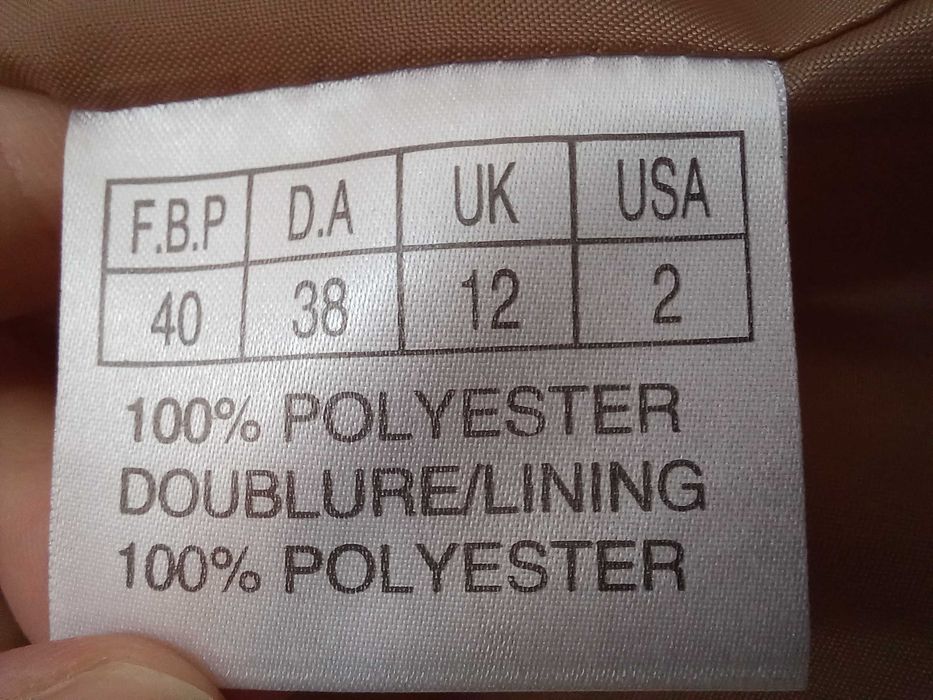 F.B.P D.A UK USA
40 38 12 2
100% POLYESTER
DOUBLURE/LINING
100% POLYESTER